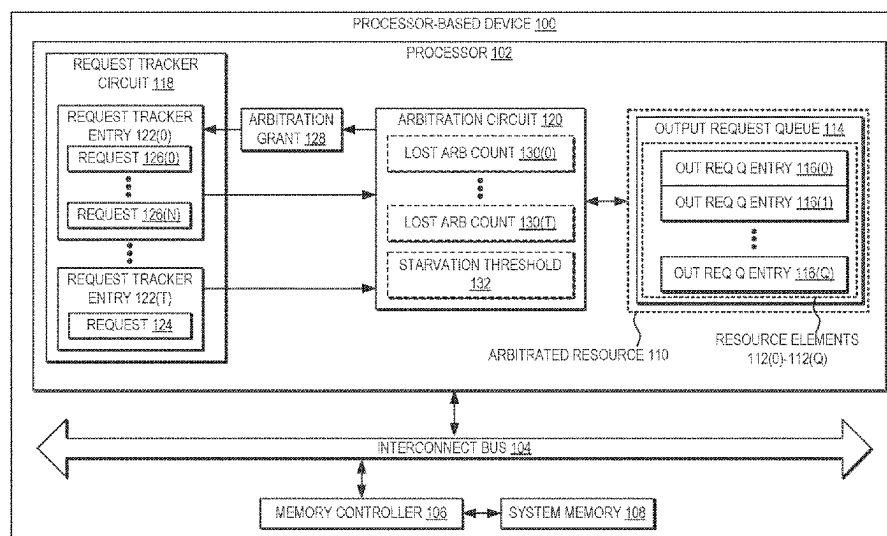 PROCESSOR-BASED DEVICE 100
PROCESSOR 102
REQUEST TRACKER
CIRCUIT 118
REQUEST TRACKER
ENTRY 122(0)
REQUEST 126(0)
REQUEST 126(N)
REQUEST TRACKER
ENTRY 122(T)
REQUEST 124
ARBITRATION
GRANT 128
ARBITRATION CIRCUIT 120
LOST ARB COUNT 130(0)
LOST ARB COUNT 130(T)
STARVATION THRESHOLD
132
OUTPUT REQUEST QUEUE 114
OUT REQ Q ENTRY 116(0)
OUT REQ Q ENTRY 116(1)
OUT REQ Q ENTRY 116(Q)
ARBITRATED RESOURCE 110
RESOURCE ELEMENTS
112(0)-112(Q)
INTERCONNECT BUS 104
MEMORY CONTROLLER 106
SYSTEM MEMORY 108